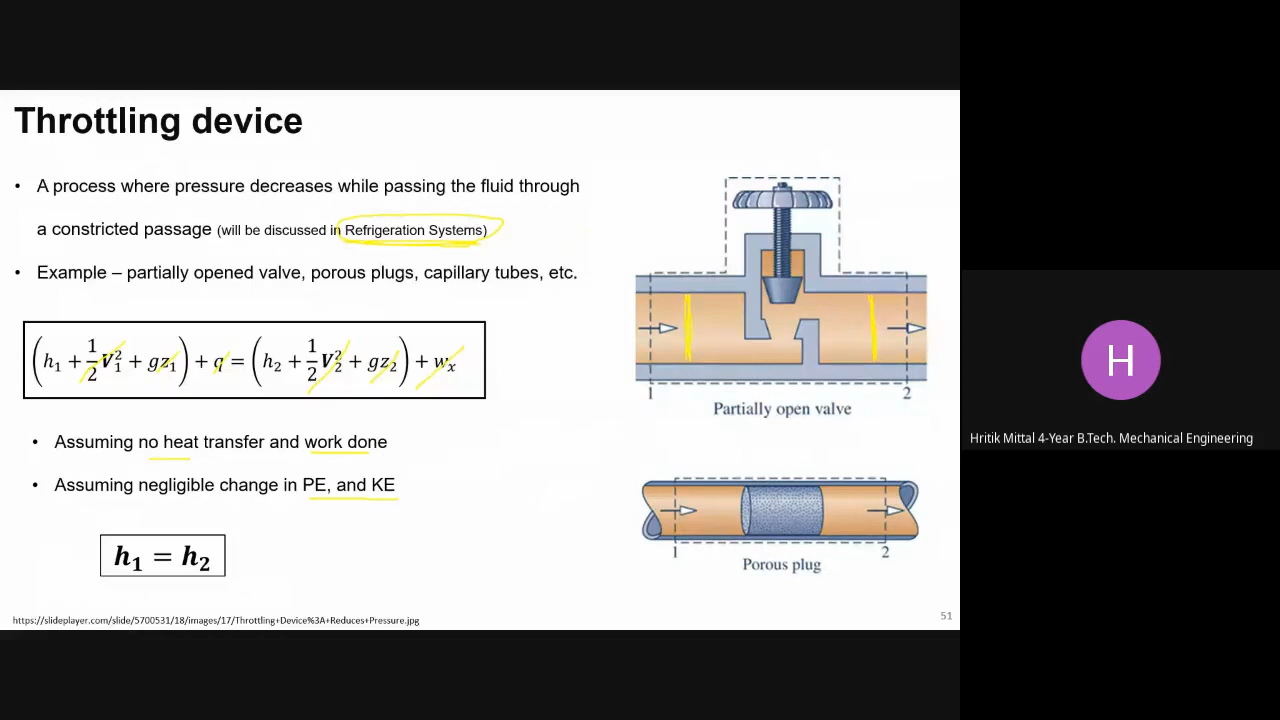 Throttling device
• A process where pressure decreases while passing the fluid through
a constricted passage (will be discussed in Refrigeration Systems)
• Example – partially opened valve, porous plugs, capillary tubes, etc.
(h₁ + 1/2 V₁² + gz₁) + q = (h₂ + 1/2 V₂² + gz₂) + wₓ
• Assuming no heat transfer and work done
• Assuming negligible change in PE, and KE
h₁ = h₂
https://slideplayer.com/slide/5700531/18/images/17/Throttling+Device%3A+Reduces+Pressure.jpg
1
2
Partially open valve
1
2
Porous plug
51
H
Hritik Mittal 4-Year B.Tech. Mechanical Engineering